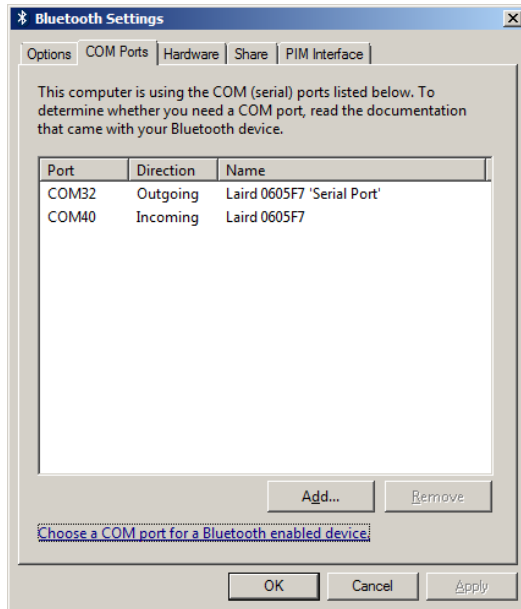 Bluetooth Settings
Options COM Ports Hardware Share PIM Interface
This computer is using the COM (serial) ports listed below. To
determine whether you need a COM port, read the documentation
that came with your Bluetooth device.
Port Direction Name
COM32 Outgoing Laird 0605F7 'Serial Port'
COM40 Incoming Laird 0605F7
Add... Remove
Choose a COM port for a Bluetooth enabled device.
OK Cancel Apply